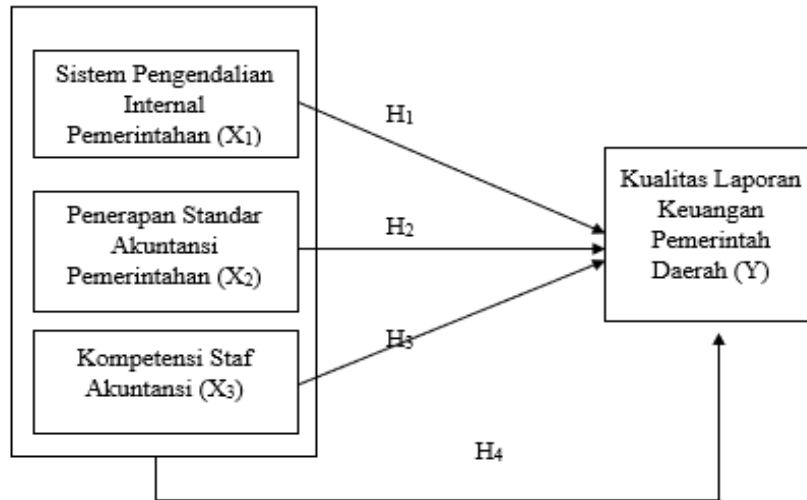 Sistem Pengendalian
Internal
Pemerintahan (X₁)
H₁
Penerapan Standar
Akuntansi
Pemerintahan (X₂)
H₂
Kompetensi Staf
Akuntansi (X₃)
H₃
Kualitas Laporan
Keuangan
Pemerintah
Daerah (Y)
H₄